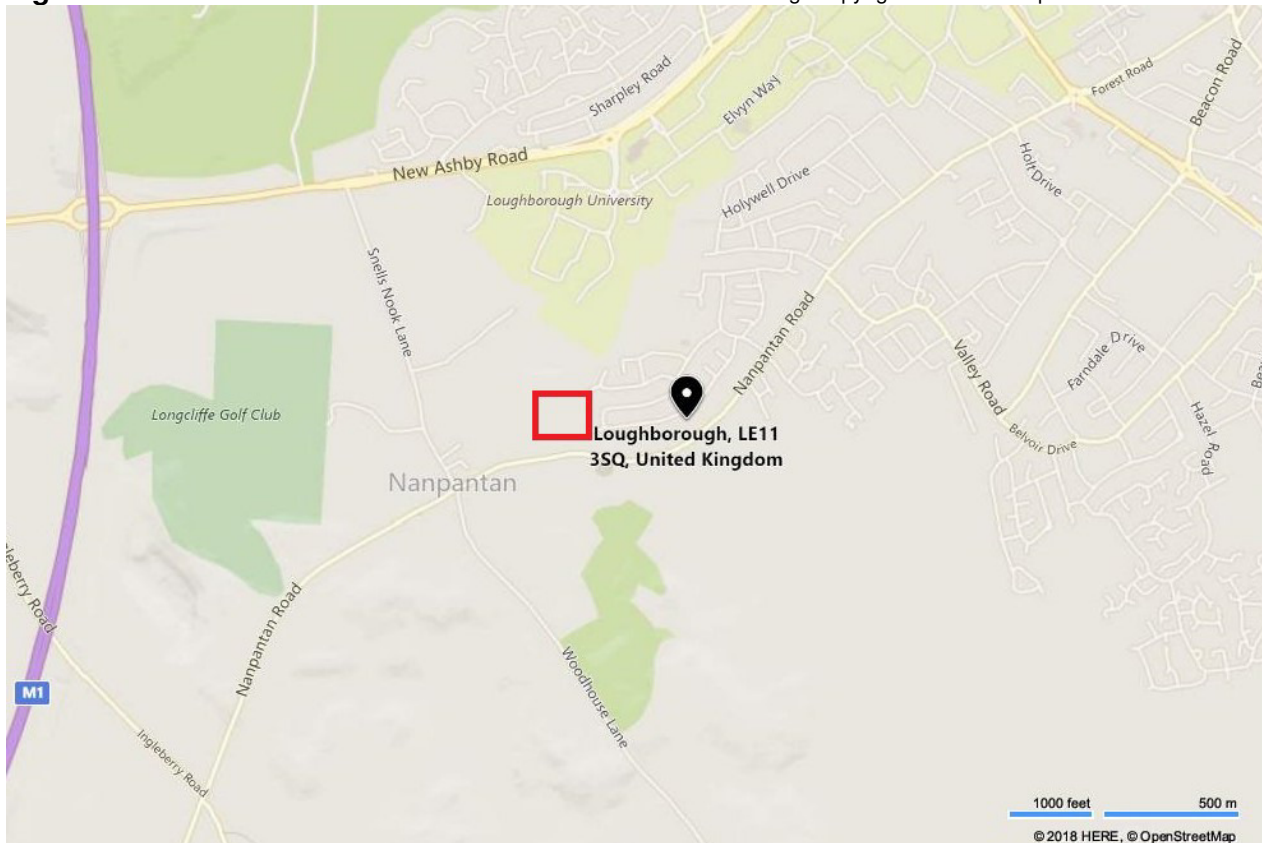 Sharpley Road
Elvyn Way
Forest Road
Beacon Road
New Ashby Road
Loughborough University
Holywell Drive
Holt Drive
Snells Nook Lane
Nanpantan Road
Valley Road
Farndale Drive
Longcliffe Golf Club
Loughborough, LE11
3SQ, United Kingdom
Belvoir Drive
Hazel Road
Nanpantan
Nanpantan Road
Woodhouse Lane
M1
Ingleberry Road
1000 feet
500 m
© 2018 HERE, © OpenStreetMap